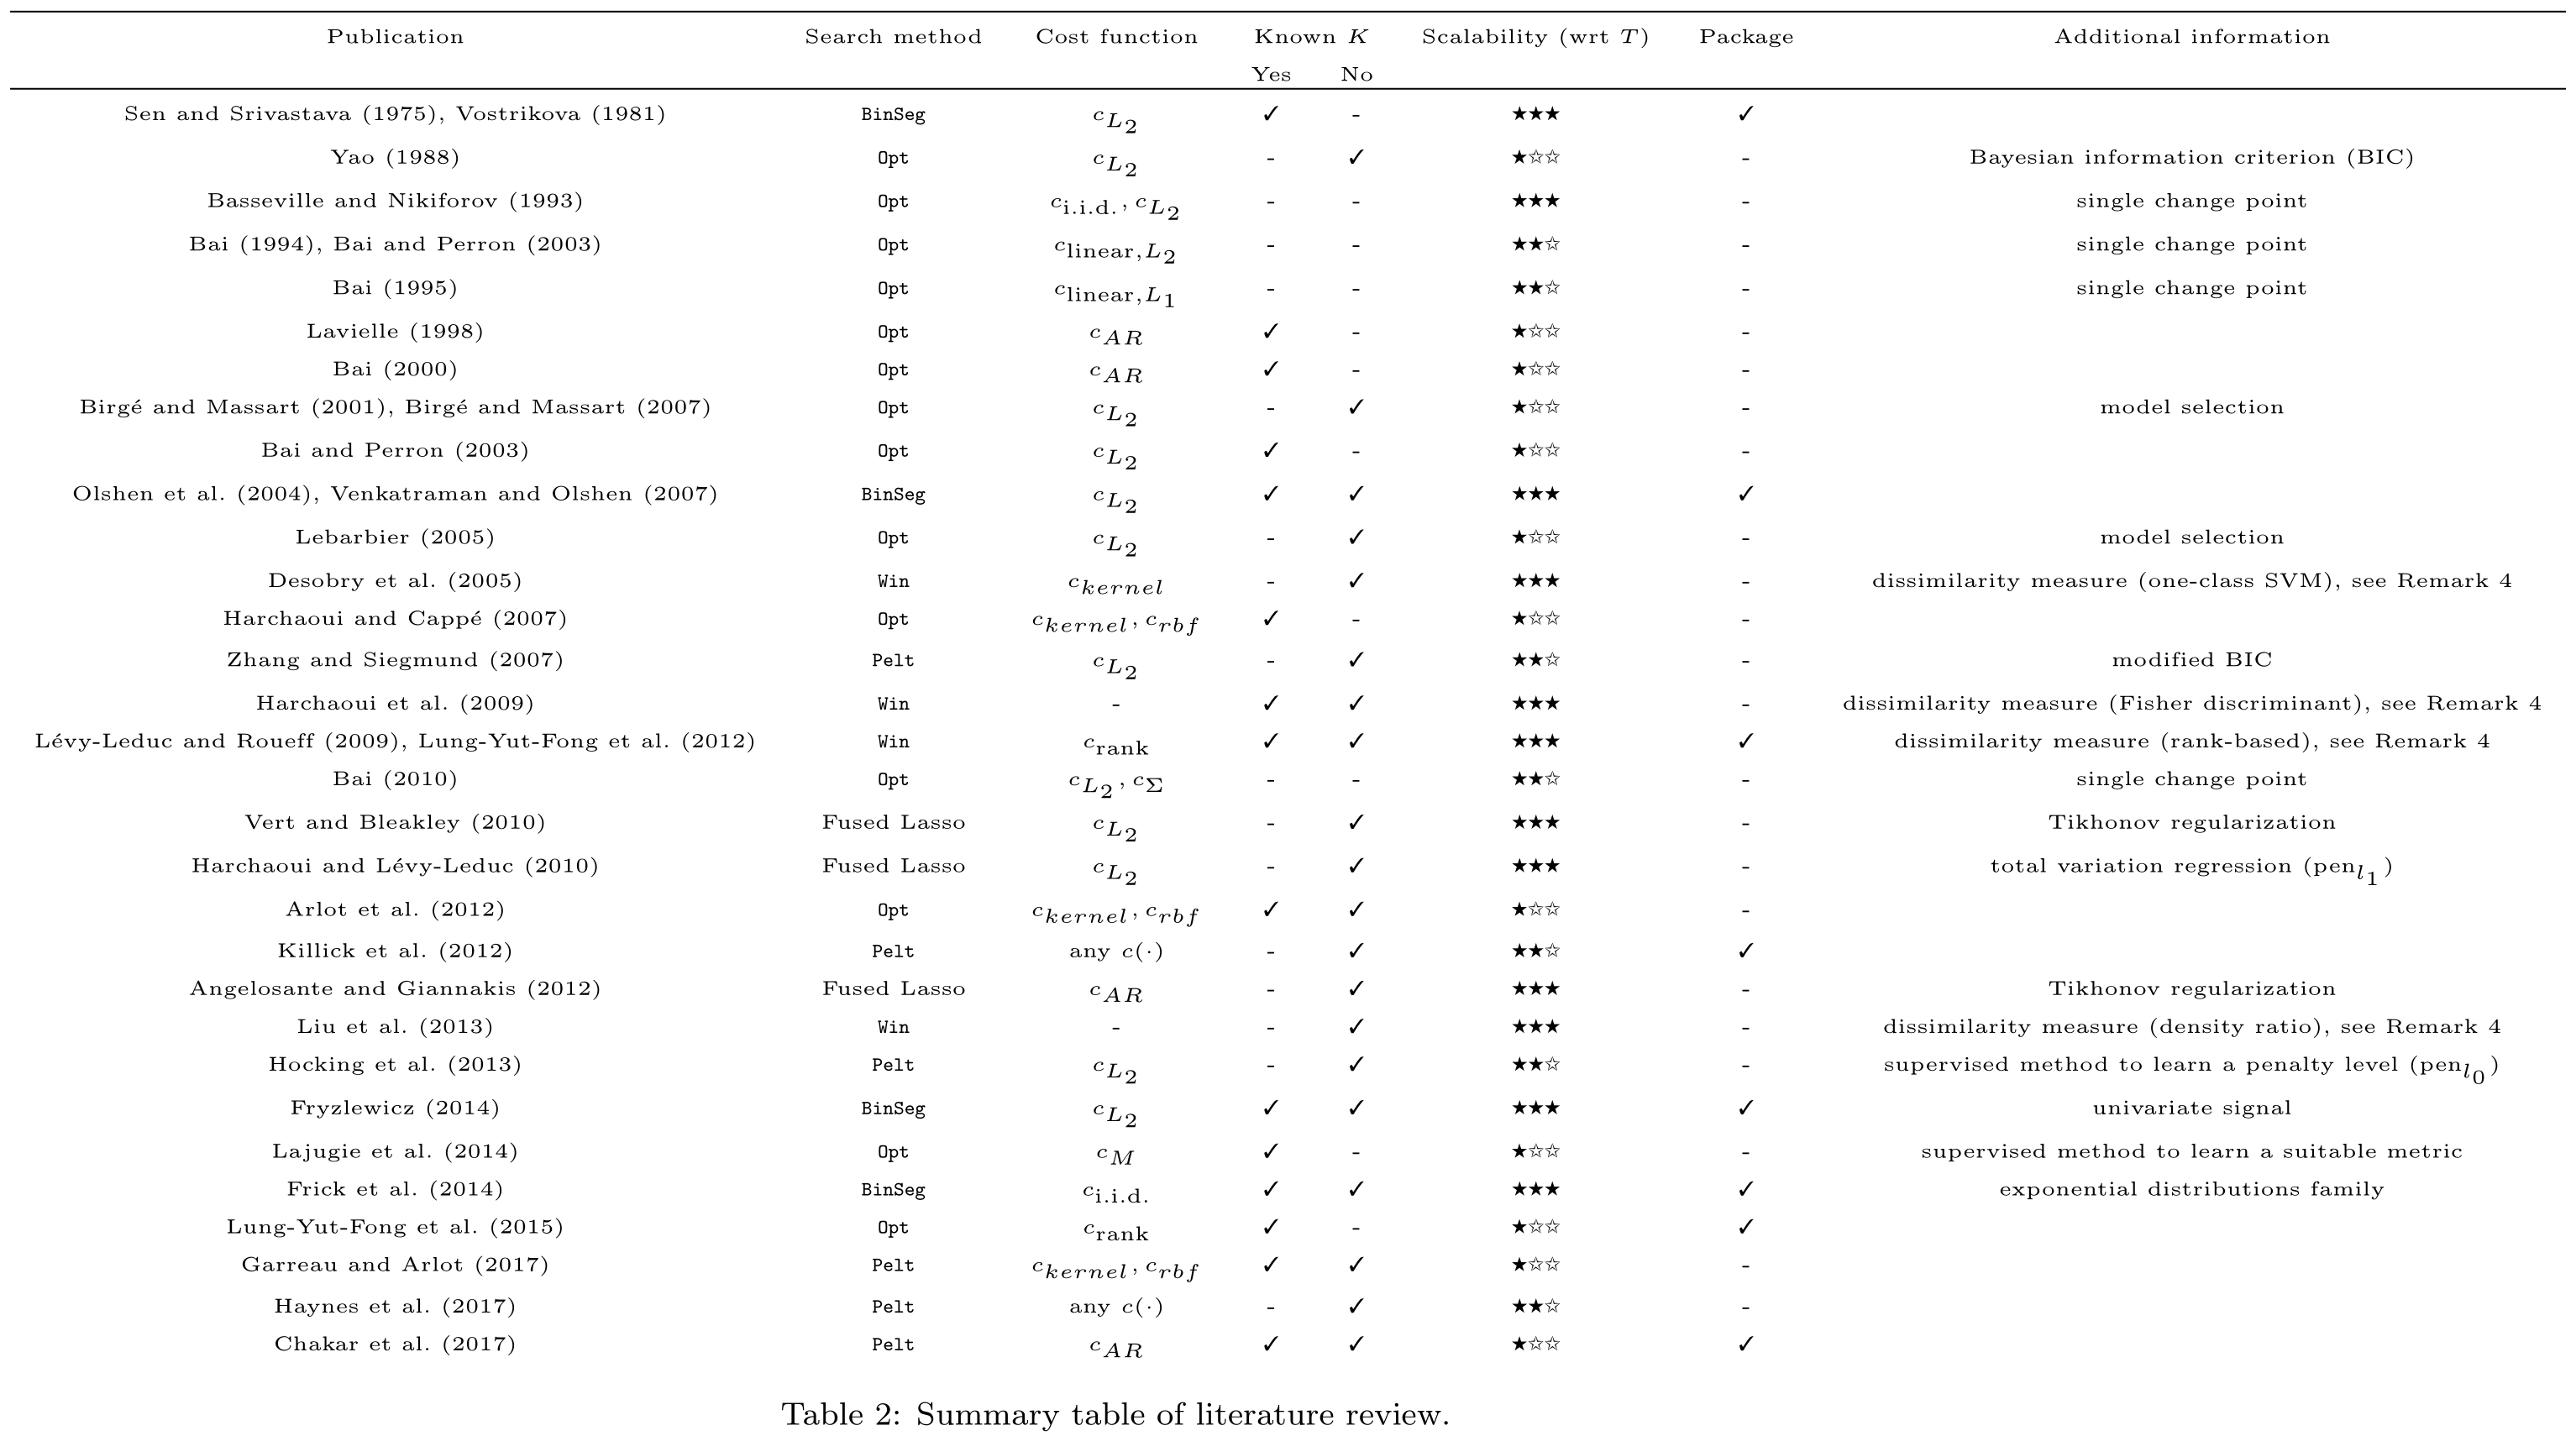 Publication Search method Cost function Known K Scalability (wrt T) Package Additional information
Yes No
Sen and Srivastava (1975), Vostrikova (1981) BinSeg c_{L_2} ✓ - ★★★ ✓
Yao (1988) Opt c_{L_2} - ✓ ★☆☆ - Bayesian information criterion (BIC)
Basseville and Nikiforov (1993) Opt c_{i.i.d.}, c_{L_2} - - ★★★ - single change point
Bai (1994), Bai and Perron (2003) Opt c_{linear,L_2} - - ★★☆ - single change point
Bai (1995) Opt c_{linear,L_1} - - ★★☆ - single change point
Lavielle (1998) Opt c_{AR} ✓ - ★☆☆ -
Bai (2000) Opt c_{AR} ✓ - ★☆☆ -
Birgé and Massart (2001), Birgé and Massart (2007) Opt c_{L_2} - ✓ ★☆☆ - model selection
Bai and Perron (2003) Opt c_{L_2} ✓ - ★☆☆ -
Olshen et al. (2004), Venkatraman and Olshen (2007) BinSeg c_{L_2} ✓ ✓ ★★★ ✓
Lebarbier (2005) Opt c_{L_2} - ✓ ★☆☆ - model selection
Desobry et al. (2005) Win c_{kernel} - ✓ ★★★ - dissimilarity measure (one-class SVM), see Remark 4
Harchaoui and Cappé (2007) Opt c_{kernel}, c_{rbf} ✓ - ★☆☆ -
Zhang and Siegmund (2007) Pelt c_{L_2} - ✓ ★★☆ - modified BIC
Harchaoui et al. (2009) Win - ✓ ✓ ★★★ - dissimilarity measure (Fisher discriminant), see Remark 4
Lévy-Leduc and Roueff (2009), Lung-Yut-Fong et al. (2012) Win c_{rank} ✓ ✓ ★★★ ✓ dissimilarity measure (rank-based), see Remark 4
Bai (2010) Opt c_{L_2}, c_Σ - - ★★☆ - single change point
Vert and Bleakley (2010) Fused Lasso c_{L_2} - ✓ ★★★ - Tikhonov regularization
Harchaoui and Lévy-Leduc (2010) Fused Lasso c_{L_2} - ✓ ★★★ - total variation regression (pen_{l_1})
Arlot et al. (2012) Opt c_{kernel}, c_{rbf} ✓ ✓ ★☆☆ -
Killick et al. (2012) Pelt any c(·) - ✓ ★★☆ ✓
Angelosante and Giannakis (2012) Fused Lasso c_{AR} - ✓ ★★★ - Tikhonov regularization
Liu et al. (2013) Win - - ✓ ★★★ - dissimilarity measure (density ratio), see Remark 4
Hocking et al. (2013) Pelt c_{L_2} - ✓ ★★☆ - supervised method to learn a penalty level (pen_{l_0})
Fryzlewicz (2014) BinSeg c_{L_2} ✓ ✓ ★★★ ✓ univariate signal
Lajugie et al. (2014) Opt c_M ✓ - ★☆☆ - supervised method to learn a suitable metric
Frick et al. (2014) BinSeg c_{i.i.d.} ✓ ✓ ★★★ ✓ exponential distributions family
Lung-Yut-Fong et al. (2015) Opt c_{rank} ✓ - ★☆☆ ✓
Garreau and Arlot (2017) Pelt c_{kernel}, c_{rbf} ✓ ✓ ★☆☆ -
Haynes et al. (2017) Pelt any c(·) - ✓ ★★☆ -
Chakar et al. (2017) Pelt c_{AR} ✓ ✓ ★☆☆ ✓
Table 2: Summary table of literature review.